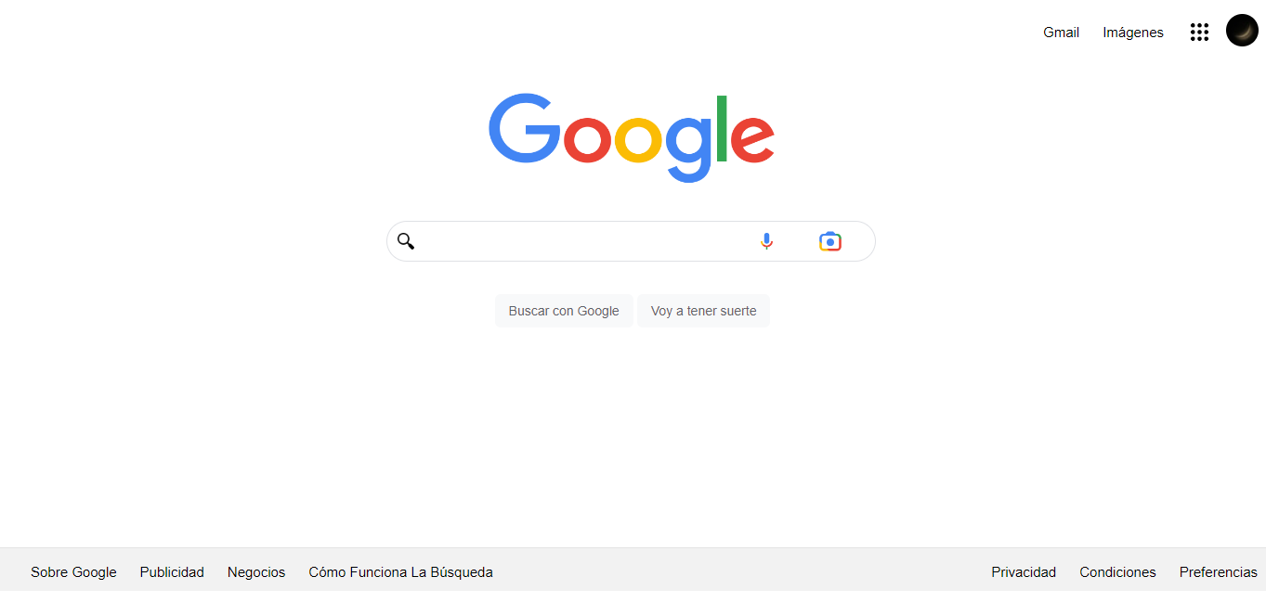 Gmail Imágenes
Google
Buscar con Google Voy a tener suerte
Sobre Google Publicidad Negocios Cómo Funciona La Búsqueda Privacidad Condiciones Preferencias